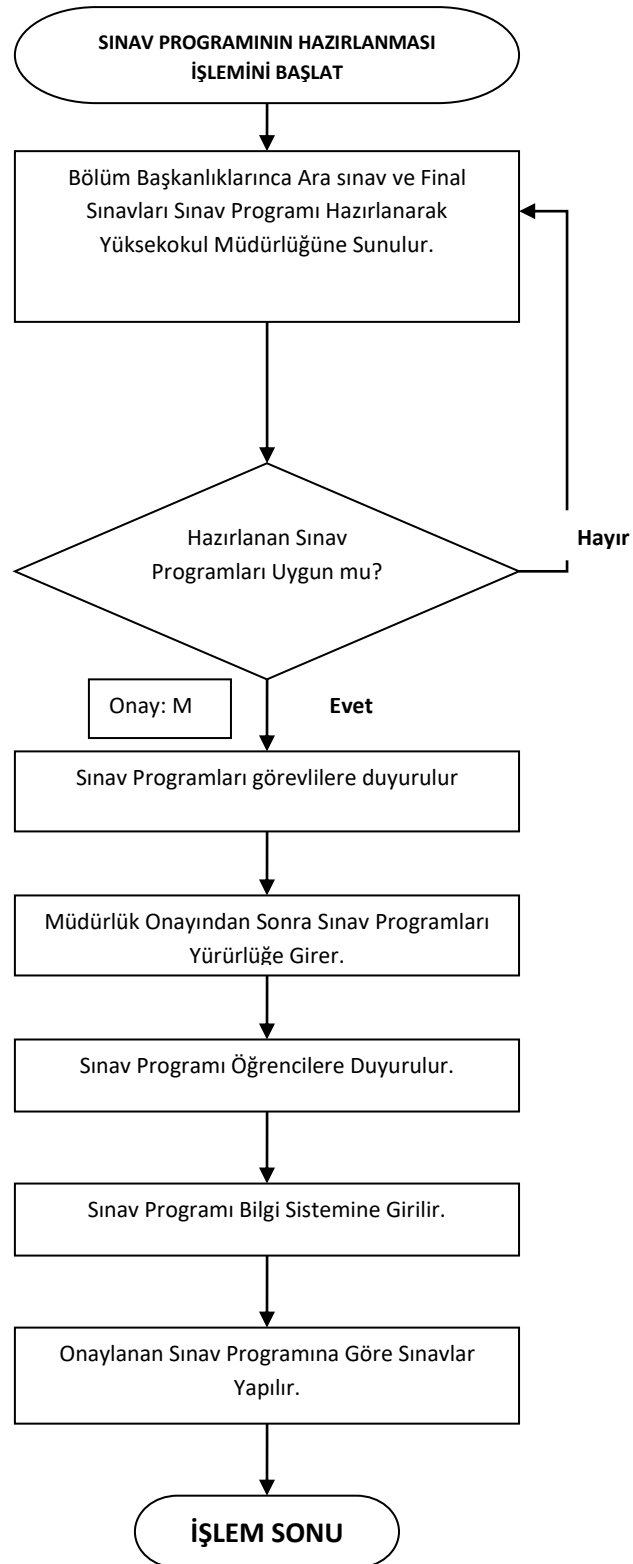 SINAV PROGRAMININ HAZIRLANMASI
İŞLEMİNİ BAŞLAT
Bölüm Başkanlıklarınca Ara sınav ve Final
Sınavları Sınav Programı Hazırlanarak
Yüksekokul Müdürlüğüne Sunulur.
Hazırlanan Sınav
Programları Uygun mu?
Hayır
Onay: M
Evet
Sınav Programları görevlilere duyurulur
Müdürlük Onayından Sonra Sınav Programları
Yürürlüğe Girer.
Sınav Programı Öğrencilere Duyurulur.
Sınav Programı Bilgi Sistemine Girilir.
Onaylanan Sınav Programına Göre Sınavlar
Yapılır.
İŞLEM SONU